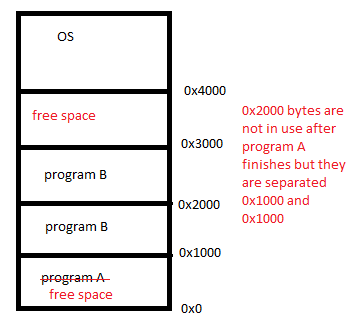 OS
0x4000
free space
0x2000 bytes are
not in use after
program A
finishes but they
are separated
0x1000 and
0x1000
0x3000
program B
0x2000
program B
0x1000
program A
free space
0x0